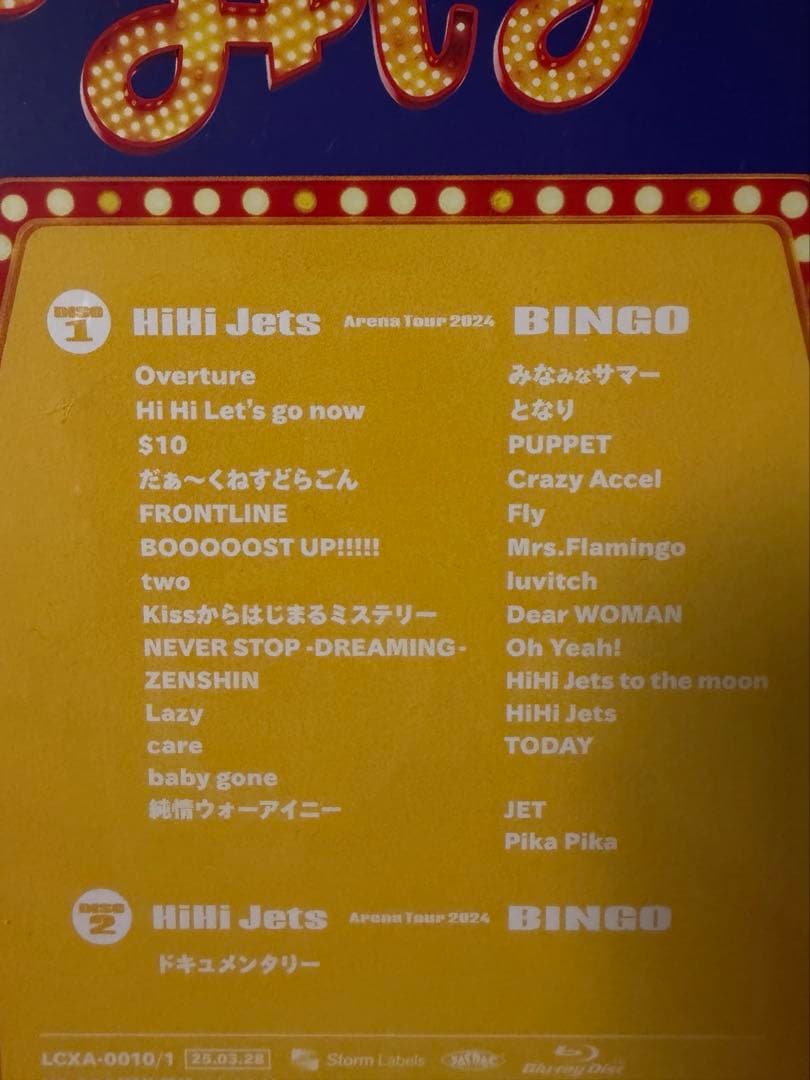 DISC 1
HiHi Jets Arena Tour 2024 BINGO
Overture
Hi Hi Let's go now
$10
だぁ〜くねすどらごん
FRONTLINE
BOOOOOST UP!!!!!
two
Kissからはじまるミステリー
NEVER STOP -DREAMING-
ZENSHIN
Lazy
care
baby gone
純情ウォーアイニー
みなみなサマー
となり
PUPPET
Crazy Accel
Fly
Mrs.Flamingo
luvitch
Dear WOMAN
Oh Yeah!
HiHi Jets to the moon
HiHi Jets
TODAY
JET
Pika Pika
DISC 2
HiHi Jets Arena Tour 2024 BINGO
ドキュメンタリー
LCXA-0010/1 25.03.28 Storm Labels JASRAC Blu-ray Disc